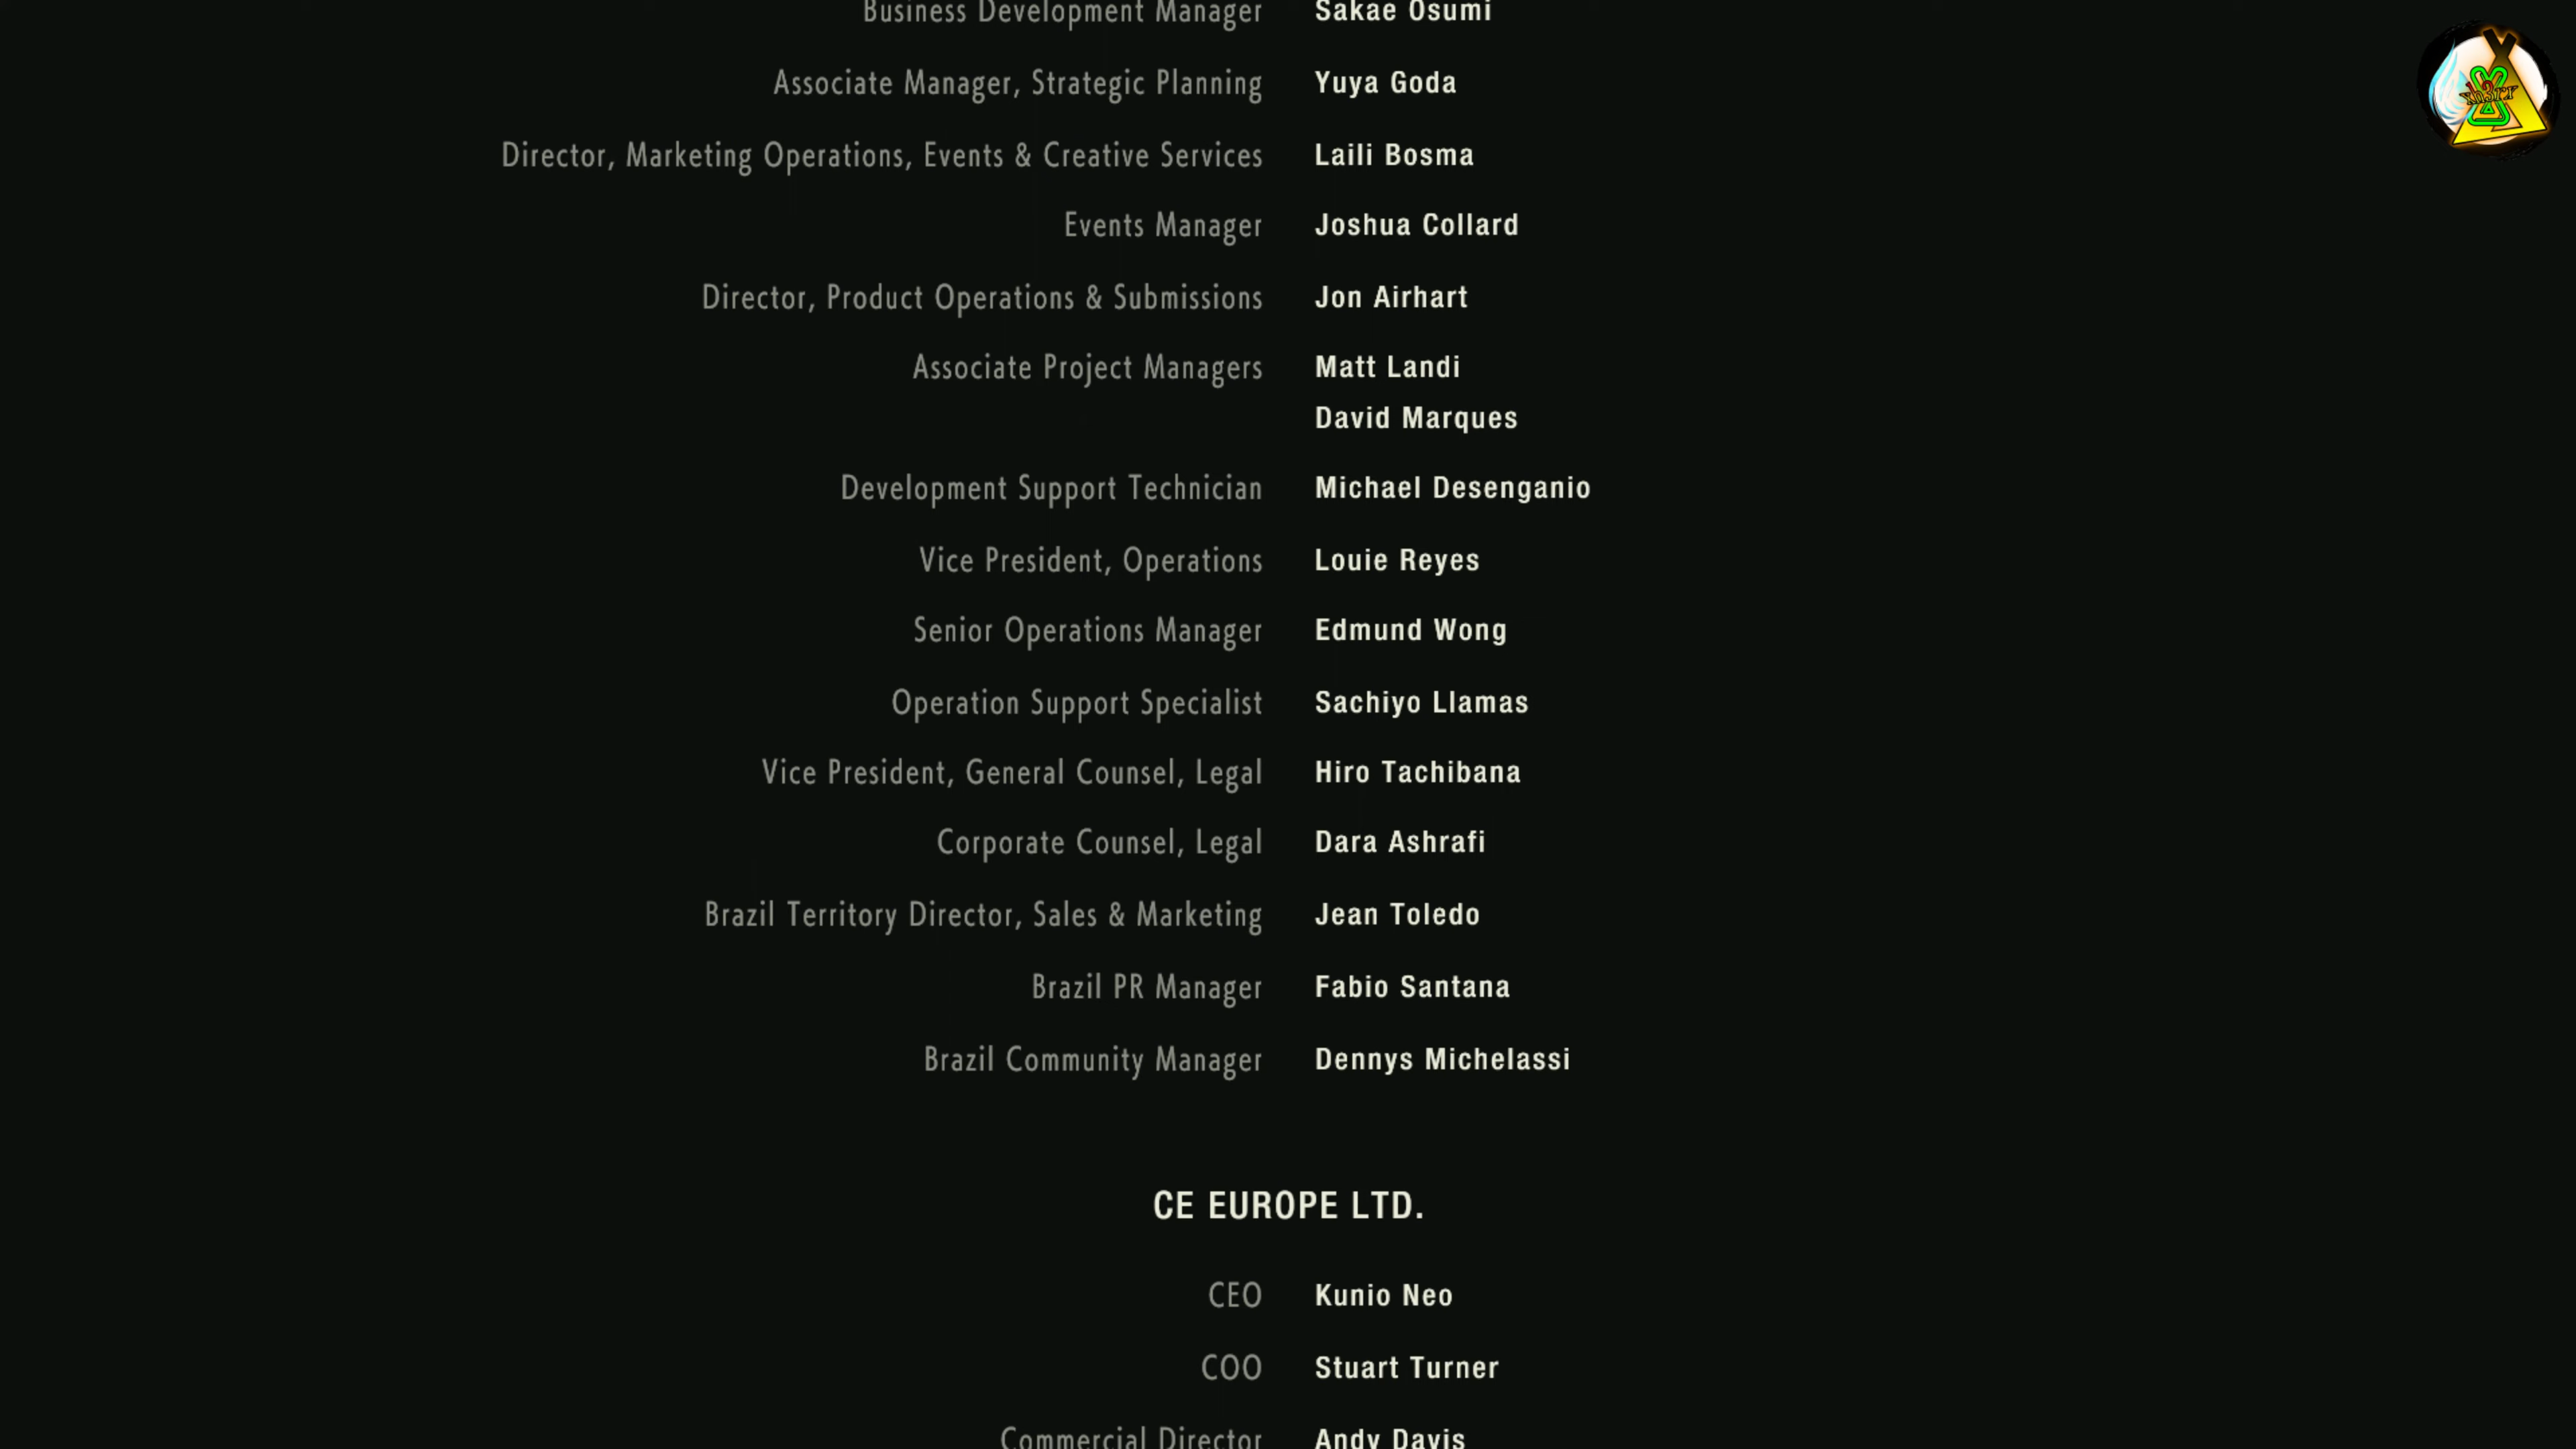 Business Development Manager Sakae Osumi
Associate Manager, Strategic Planning Yuya Goda
Director, Marketing Operations, Events & Creative Services Laili Bosma
Events Manager Joshua Collard
Director, Product Operations & Submissions Jon Airhart
Associate Project Managers Matt Landi
David Marques
Development Support Technician Michael Desenganio
Vice President, Operations Louie Reyes
Senior Operations Manager Edmund Wong
Operation Support Specialist Sachiyo Llamas
Vice President, General Counsel, Legal Hiro Tachibana
Corporate Counsel, Legal Dara Ashrafi
Brazil Territory Director, Sales & Marketing Jean Toledo
Brazil PR Manager Fabio Santana
Brazil Community Manager Dennys Michelassi
CE EUROPE LTD.
CEO Kunio Neo
COO Stuart Turner
Commercial Director Andy Davis